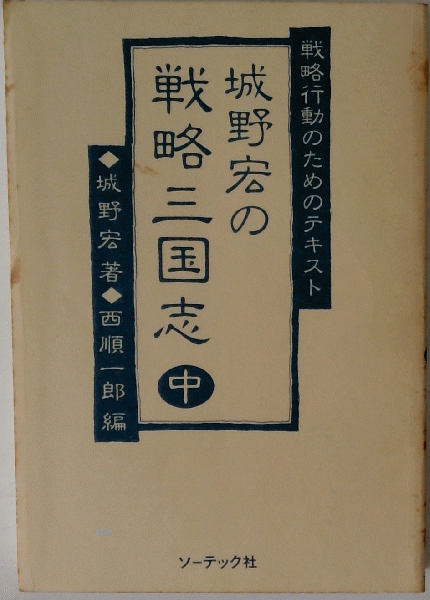 戦略行動のためのテキスト
城野宏の
戦略三国志
中
◆城野宏著◆西順一郎編
ソーテック社